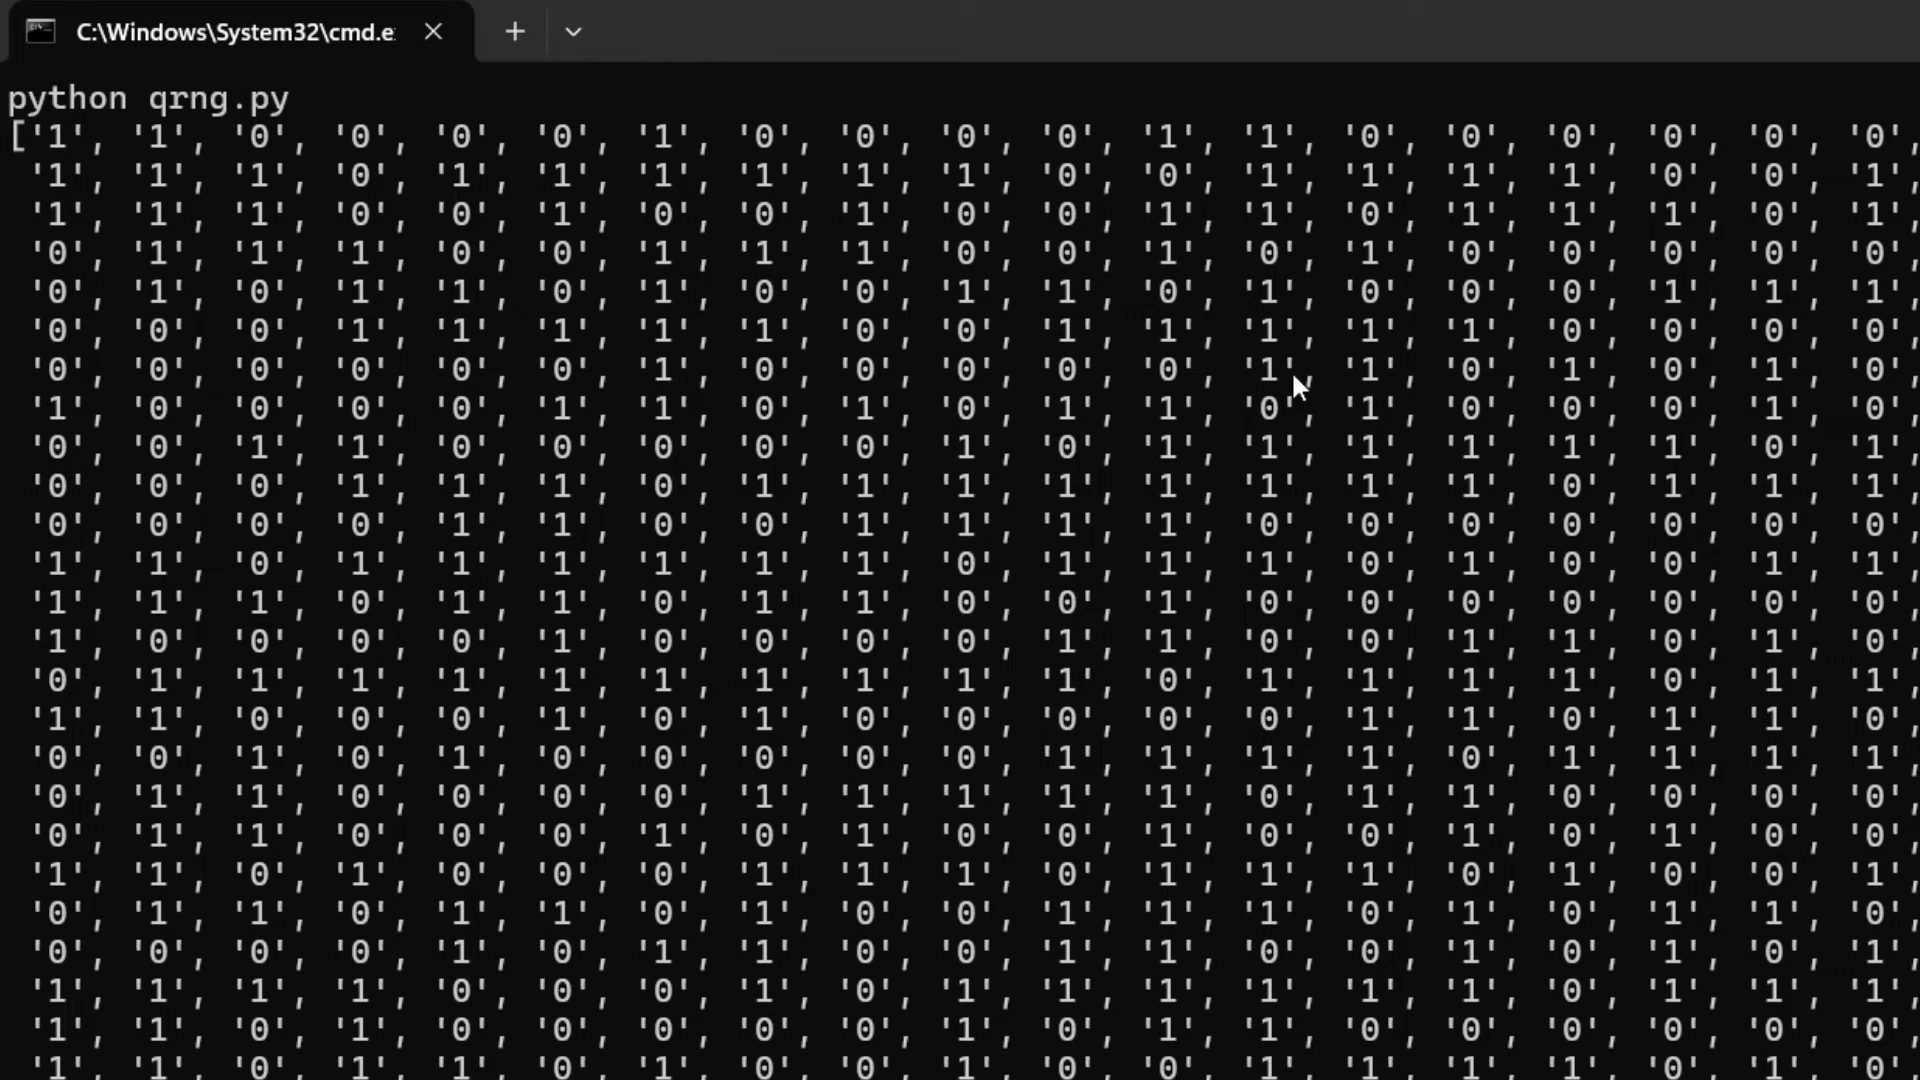 C:\Windows\System32\cmd.e
python qrng.py
['1', '1', '0', '0', '0', '0', '1', '0', '0', '0', '0', '1', '1', '0', '0', '0', '0', '0', '0',
'1', '1', '1', '0', '1', '1', '1', '1', '1', '1', '0', '0', '1', '1', '1', '1', '0', '0', '1',
'1', '1', '1', '0', '0', '1', '0', '0', '1', '0', '0', '1', '1', '0', '1', '1', '1', '0', '1',
'0', '1', '1', '1', '0', '0', '1', '1', '1', '0', '0', '1', '0', '1', '0', '0', '0', '0', '0',
'0', '1', '0', '1', '1', '0', '1', '0', '0', '1', '1', '0', '1', '0', '0', '0', '1', '1', '1',
'0', '0', '0', '1', '1', '1', '1', '1', '0', '0', '1', '1', '1', '1', '1', '0', '0', '0', '0',
'0', '0', '0', '0', '0', '0', '1', '0', '0', '0', '0', '0', '1', '1', '0', '1', '0', '1', '0',
'1', '0', '0', '0', '0', '1', '1', '0', '1', '0', '1', '1', '0', '1', '0', '0', '0', '1', '0',
'0', '0', '1', '1', '0', '0', '0', '0', '0', '1', '0', '1', '1', '1', '1', '1', '1', '0', '1',
'0', '0', '0', '1', '1', '1', '0', '1', '1', '1', '1', '1', '1', '1', '1', '0', '1', '1', '1',
'0', '0', '0', '0', '1', '1', '0', '0', '1', '1', '1', '1', '0', '0', '0', '0', '0', '0', '0',
'1', '1', '0', '1', '1', '1', '1', '1', '1', '0', '1', '1', '1', '0', '1', '0', '0', '1', '1',
'1', '1', '1', '0', '1', '1', '0', '1', '1', '0', '0', '1', '0', '0', '0', '0', '0', '0', '0',
'1', '0', '0', '0', '0', '1', '0', '0', '0', '0', '1', '1', '0', '0', '1', '1', '0', '1', '0',
'0', '1', '1', '1', '1', '1', '1', '1', '1', '1', '1', '0', '1', '1', '1', '1', '0', '1', '1',
'1', '1', '0', '0', '0', '1', '0', '1', '0', '0', '0', '0', '0', '1', '1', '0', '1', '1', '0',
'0', '0', '1', '0', '1', '0', '0', '0', '0', '0', '1', '1', '1', '1', '0', '1', '1', '1', '1',
'0', '1', '1', '0', '0', '0', '0', '1', '1', '1', '1', '1', '0', '1', '1', '0', '0', '0', '0',
'0', '1', '1', '0', '0', '0', '1', '0', '1', '0', '0', '1', '0', '0', '1', '0', '1', '0', '0',
'1', '1', '0', '1', '0', '0', '0', '1', '1', '1', '0', '1', '1', '1', '0', '1', '0', '0', '1',
'0', '1', '1', '0', '1', '1', '0', '1', '0', '0', '1', '1', '1', '0', '1', '0', '1', '1', '0',
'0', '0', '0', '0', '1', '0', '1', '1', '0', '0', '1', '1', '0', '0', '1', '0', '1', '0', '1',
'1', '1', '1', '1', '0', '0', '0', '1', '0', '1', '1', '1', '1', '1', '1', '0', '1', '1', '1',
'1', '1', '0', '1', '0', '0', '0', '0', '0', '1', '0', '1', '1', '0', '0', '0', '0', '0', '0',
'1', '1', '0', '1', '1', '0', '1', '0', '0', '1', '0', '0', '1', '1', '1', '1', '0', '1', '0',